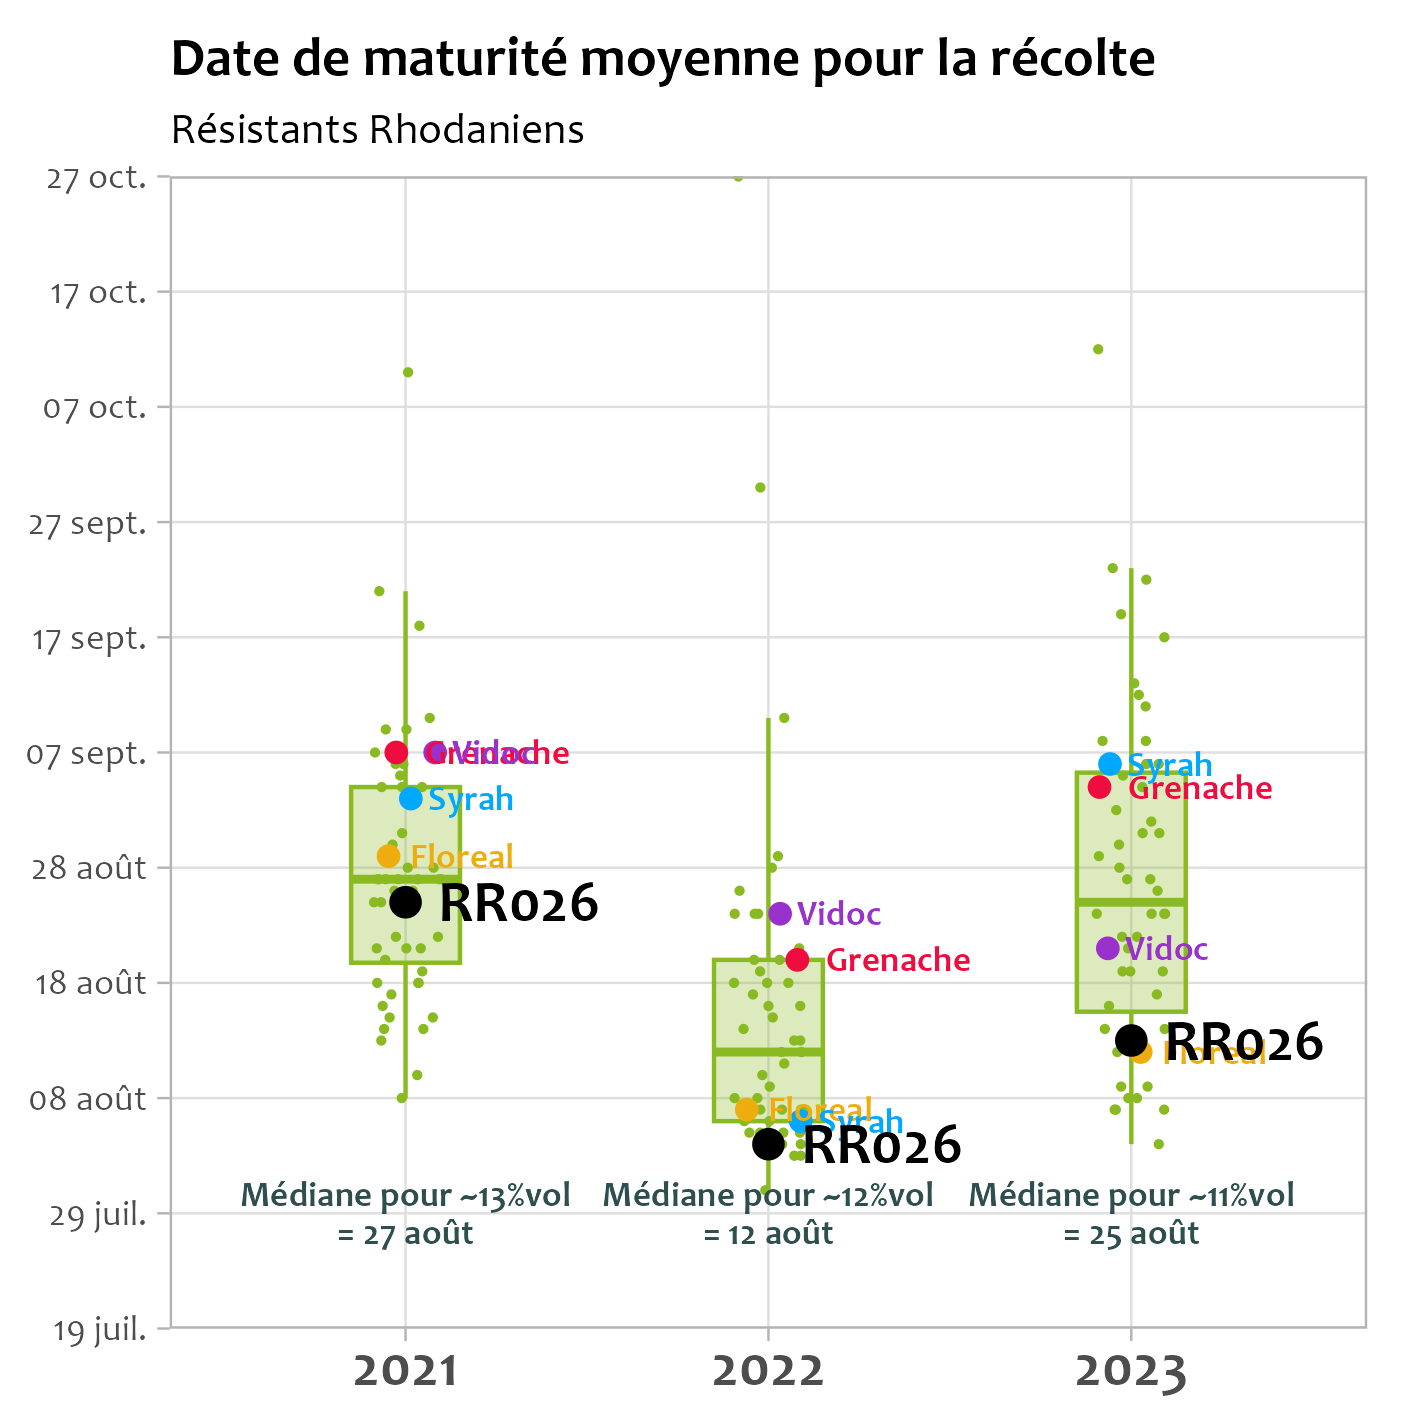 Date de maturité moyenne pour la récolte
Résistants Rhodaniens
27 oct.
17 oct.
07 oct.
27 sept.
17 sept.
07 sept.
28 août
18 août
08 août
29 juil.
19 juil.
Grenache
Vidoc
Syrah
Floreal
RR026
Vidoc
Grenache
Floreal
Syrah
RR026
Syrah
Grenache
Vidoc
RR026
Floreal
Médiane pour ~13%vol
= 27 août
Médiane pour ~12%vol
= 12 août
Médiane pour ~11%vol
= 25 août
2021
2022
2023